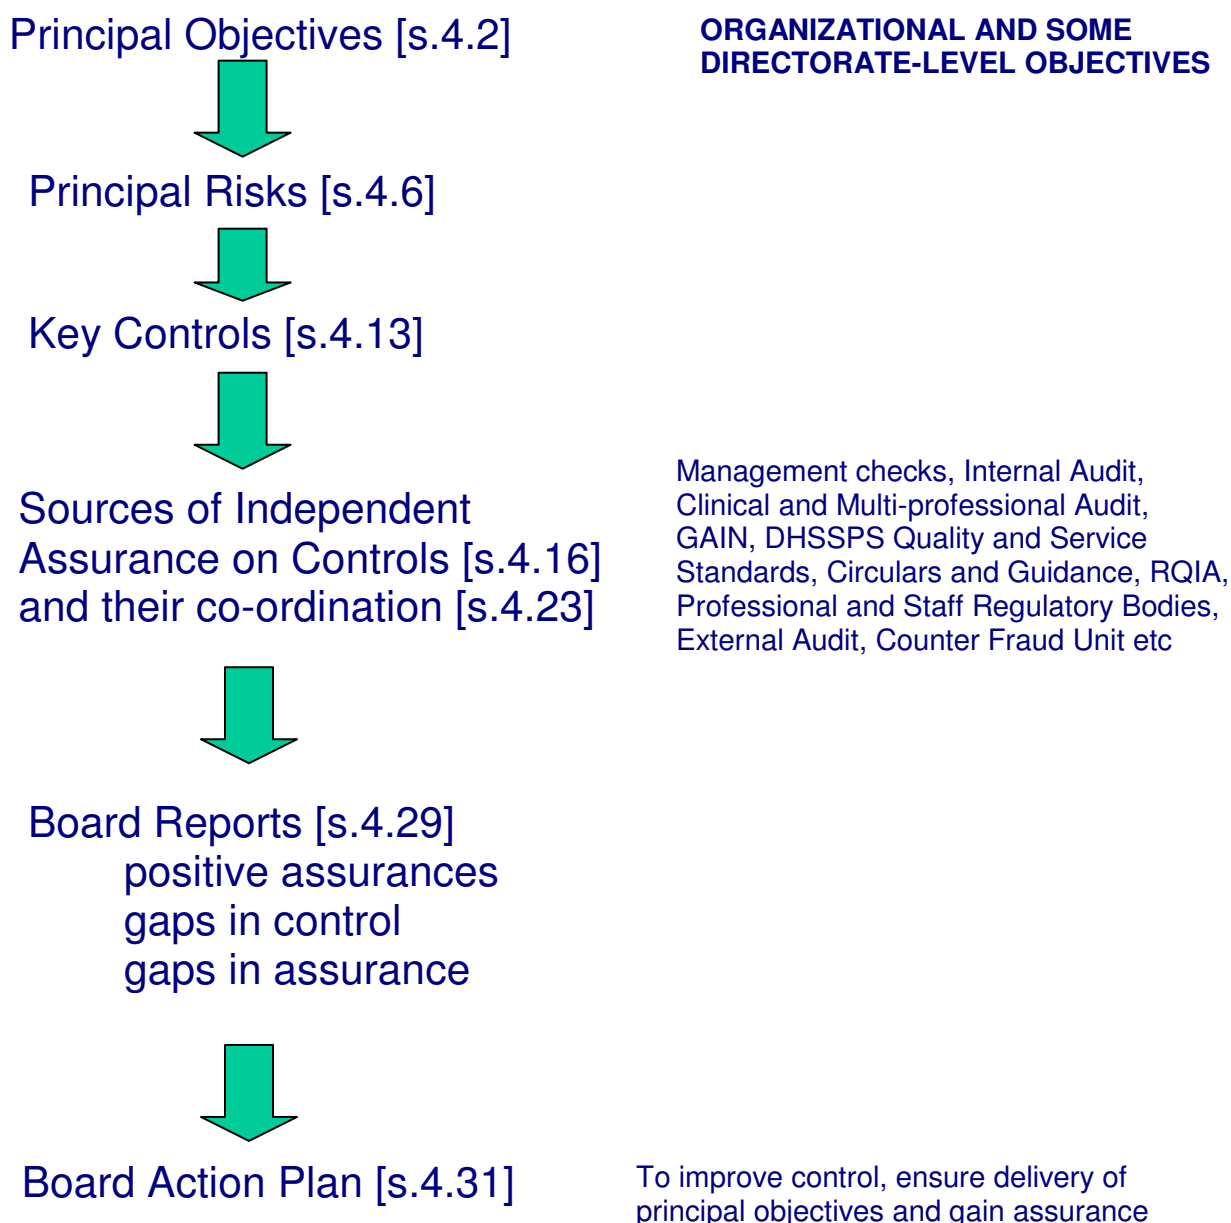 Principal Objectives [s.4.2]
ORGANIZATIONAL AND SOME
DIRECTORATE-LEVEL OBJECTIVES
Principal Risks [s.4.6]
Key Controls [s.4.13]
Sources of Independent
Assurance on Controls [s.4.16]
and their co-ordination [s.4.23]
Management checks, Internal Audit,
Clinical and Multi-professional Audit,
GAIN, DHSSPS Quality and Service
Standards, Circulars and Guidance, RQIA,
Professional and Staff Regulatory Bodies,
External Audit, Counter Fraud Unit etc
Board Reports [s.4.29]
positive assurances
gaps in control
gaps in assurance
Board Action Plan [s.4.31]
To improve control, ensure delivery of
principal objectives and gain assurance